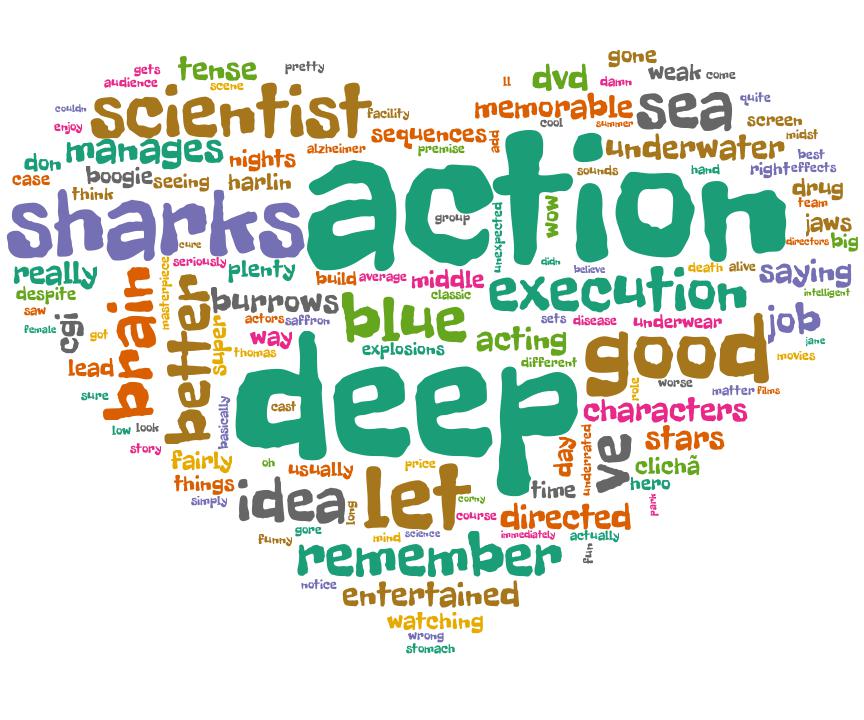 gone
gets
tense
pretty
weak
come
audience
scene
ll
dvd
damn
couldn
scientist
facility
memorable
sea
quite
enjoy
cool
summer
screen
sequences
add
manages
nights
alzheimer
premise
action
underwater
midst
don
best
case
boogie
seeing
harlin
sounds
hand
right
effects
think
drug
team
sharks
group
unexpected
wow
jaws
cure
directors
big
really
masterpiece
seriously
plenty
build
average
middle
didn
believe
death
alive
saying
despite
burrows
classic
execution
intelligent
saw
brain
better
super
actors
saffron
blue
sets
disease
underwear
job
female
cgi
got
way
thomas
explosions
acting
jane
lead
different
good
movies
sure
deep
role
worse
matter
films
low
look
basically
cast
characters
story
day
underrated
ve
stars
fairly
oh
usually
price
clichã
things
time
hero
simply
idea
long
let
corny
park
course
directed
gore
immediately
actually
funny
mind
science
fun
remember
notice
entertained
watching
wrong
stomach